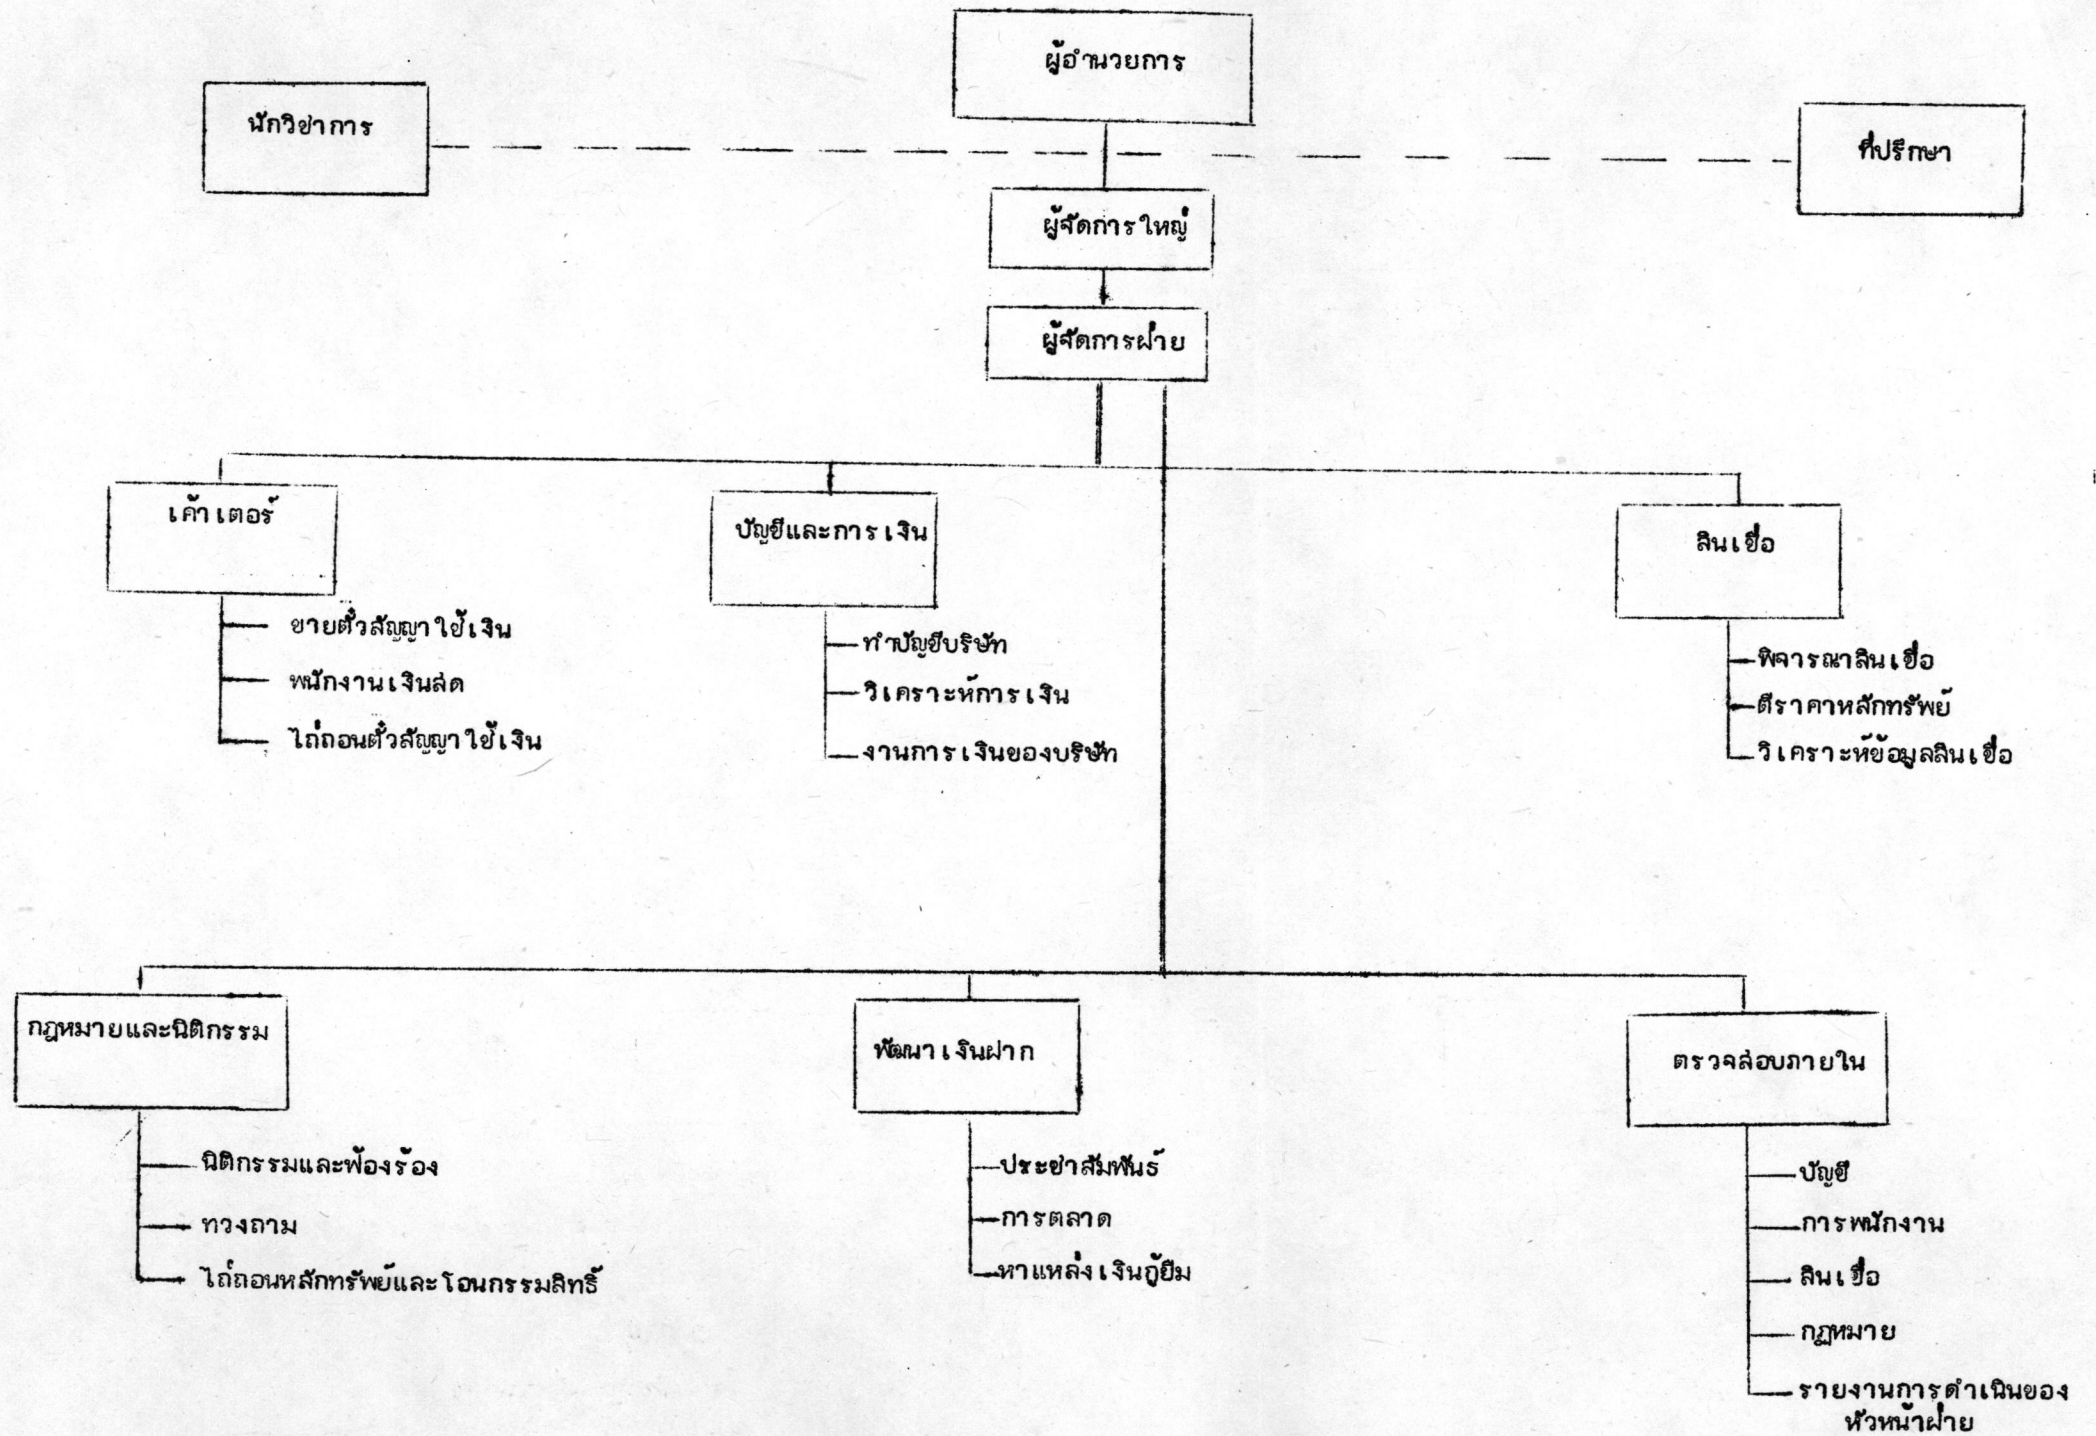 ผู้อำนวยการ
นักวิชาการ
ที่ปรึกษา
ผู้จัดการใหญ่
ผู้จัดการฝ่าย
เค้าเตอร์
ขายตั๋วสัญญาใช้เงิน
พนักงานเงินสด
ไถ่ถอนตั๋วสัญญาใช้เงิน
บัญชีและการเงิน
ทำบัญชีบริษัท
วิเคราะห์การเงิน
งานการเงินของบริษัท
สินเชื่อ
พิจารณาสินเชื่อ
ตีราคาหลักทรัพย์
วิเคราะห์ข้อมูลสินเชื่อ
กฎหมายและนิติกรรม
นิติกรรมและฟ้องร้อง
ทวงถาม
ไถ่ถอนหลักทรัพย์และโอนกรรมสิทธิ์
พัฒนาเงินฝาก
ประชาสัมพันธ์
การตลาด
หาแหล่งเงินกู้ยืม
ตรวจสอบภายใน
บัญชี
การพนักงาน
สินเชื่อ
กฎหมาย
รายงานการดำเนินของ
หัวหน้าฝ่าย